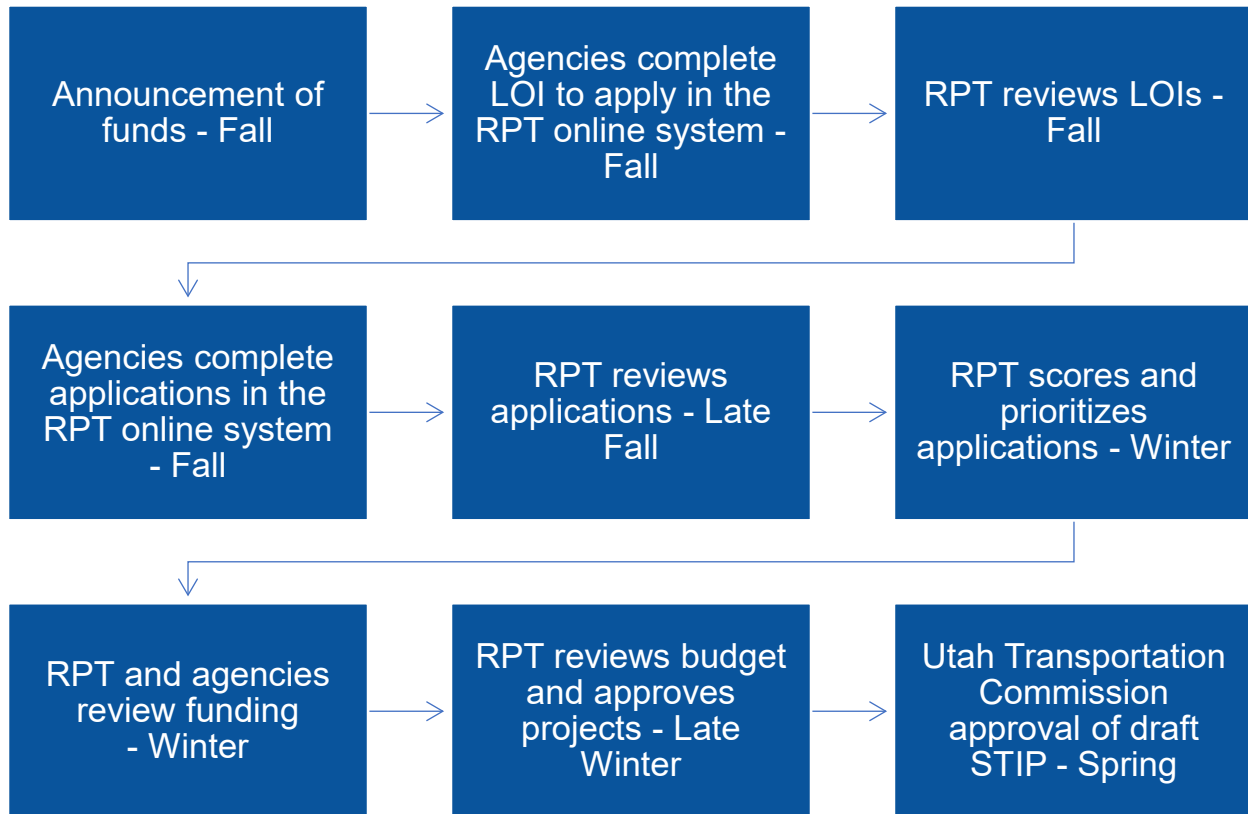 Announcement of
funds - Fall
Agencies complete
LOI to apply in the
RPT online system -
Fall
RPT reviews LOIs -
Fall
Agencies complete
applications in the
RPT online system
- Fall
RPT reviews
applications - Late
Fall
RPT scores and
prioritizes
applications - Winter
RPT and agencies
review funding
- Winter
RPT reviews budget
and approves
projects - Late
Winter
Utah Transportation
Commission
approval of draft
STIP - Spring